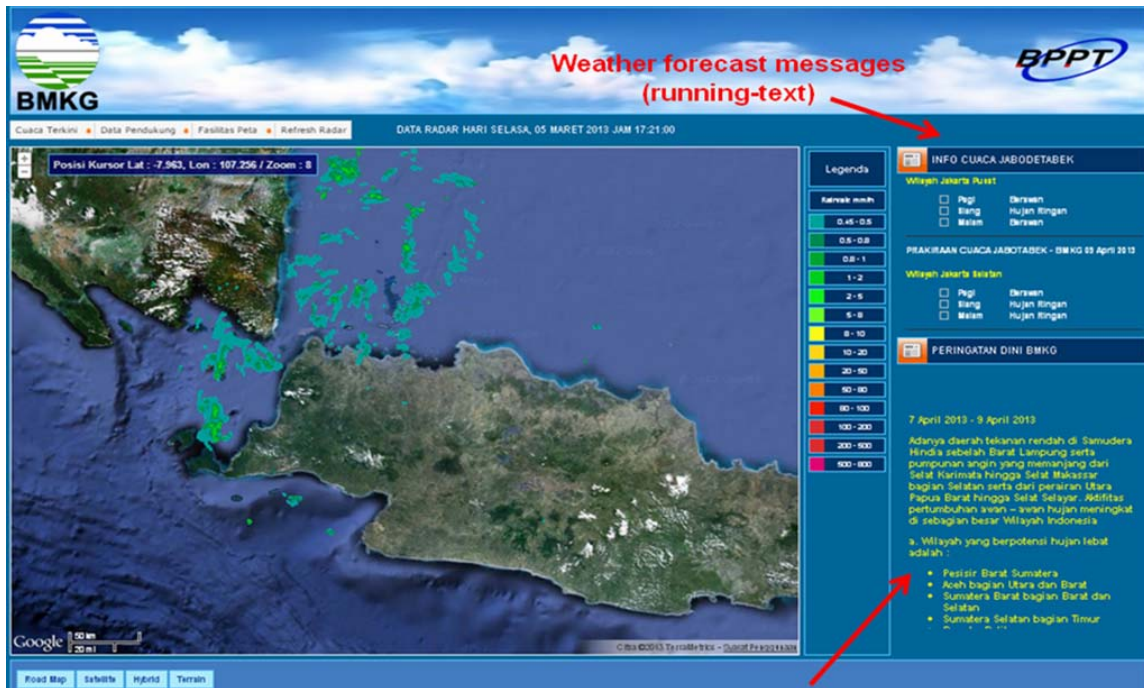 BMKG
Weather forecast messages
(running-text)
BPPT
Cuaca Terkini
Data Pendukung
Fasilitas Peta
Refresh Radar
DATA RADAR HARI SELASA, 05 MARET 2013 JAM 17:21:00
Posisi Kursor Lat : -7.963, Lon : 107.256 / Zoom : 8
Legenda
Rainrate mm/h
0.45 - 0.5
0.5 - 0.8
0.8 - 1
1 - 2
2 - 5
5 - 8
8 - 10
10 - 20
20 - 50
50 - 80
80 - 100
100 - 200
200 - 500
500 - 800
INFO CUACA JABODETABEK
Wilayah Jakarta Pusat
Pagi Berawan
Siang Hujan Ringan
Malam Berawan
PRAKIRAAN CUACA JABOTABEK - BMKG 09 April 2013
Wilayah Jakarta Selatan
Pagi Berawan
Siang Hujan Ringan
Malam Hujan Ringan
PERINGATAN DINI BMKG
7 April 2013 - 9 April 2013
Adanya daerah tekanan rendah di Samudera
Hindia sebelah Barat Lampung serta
pumpunan angin yang memanjang dari
Selat Karimata hingga Selat Makassar
bagian Selatan serta dari perairan Utara
Papua Barat hingga Selat Selayar. Aktifitas
pertumbuhan awan – awan hujan meningkat
di sebagian besar Wilayah Indonesia
a. Wilayah yang berpotensi hujan lebat
adalah :
• Pesisir Barat Sumatera
• Aceh bagian Utara dan Barat
• Sumatera Barat bagian Barat dan
Selatan
• Sumatera Selatan bagian Timur
Google
50 km
20 mi
Citra ©2013 TerraMetrics - Syarat Penggunaan
Road Map
Satellite
Hybrid
Terrain